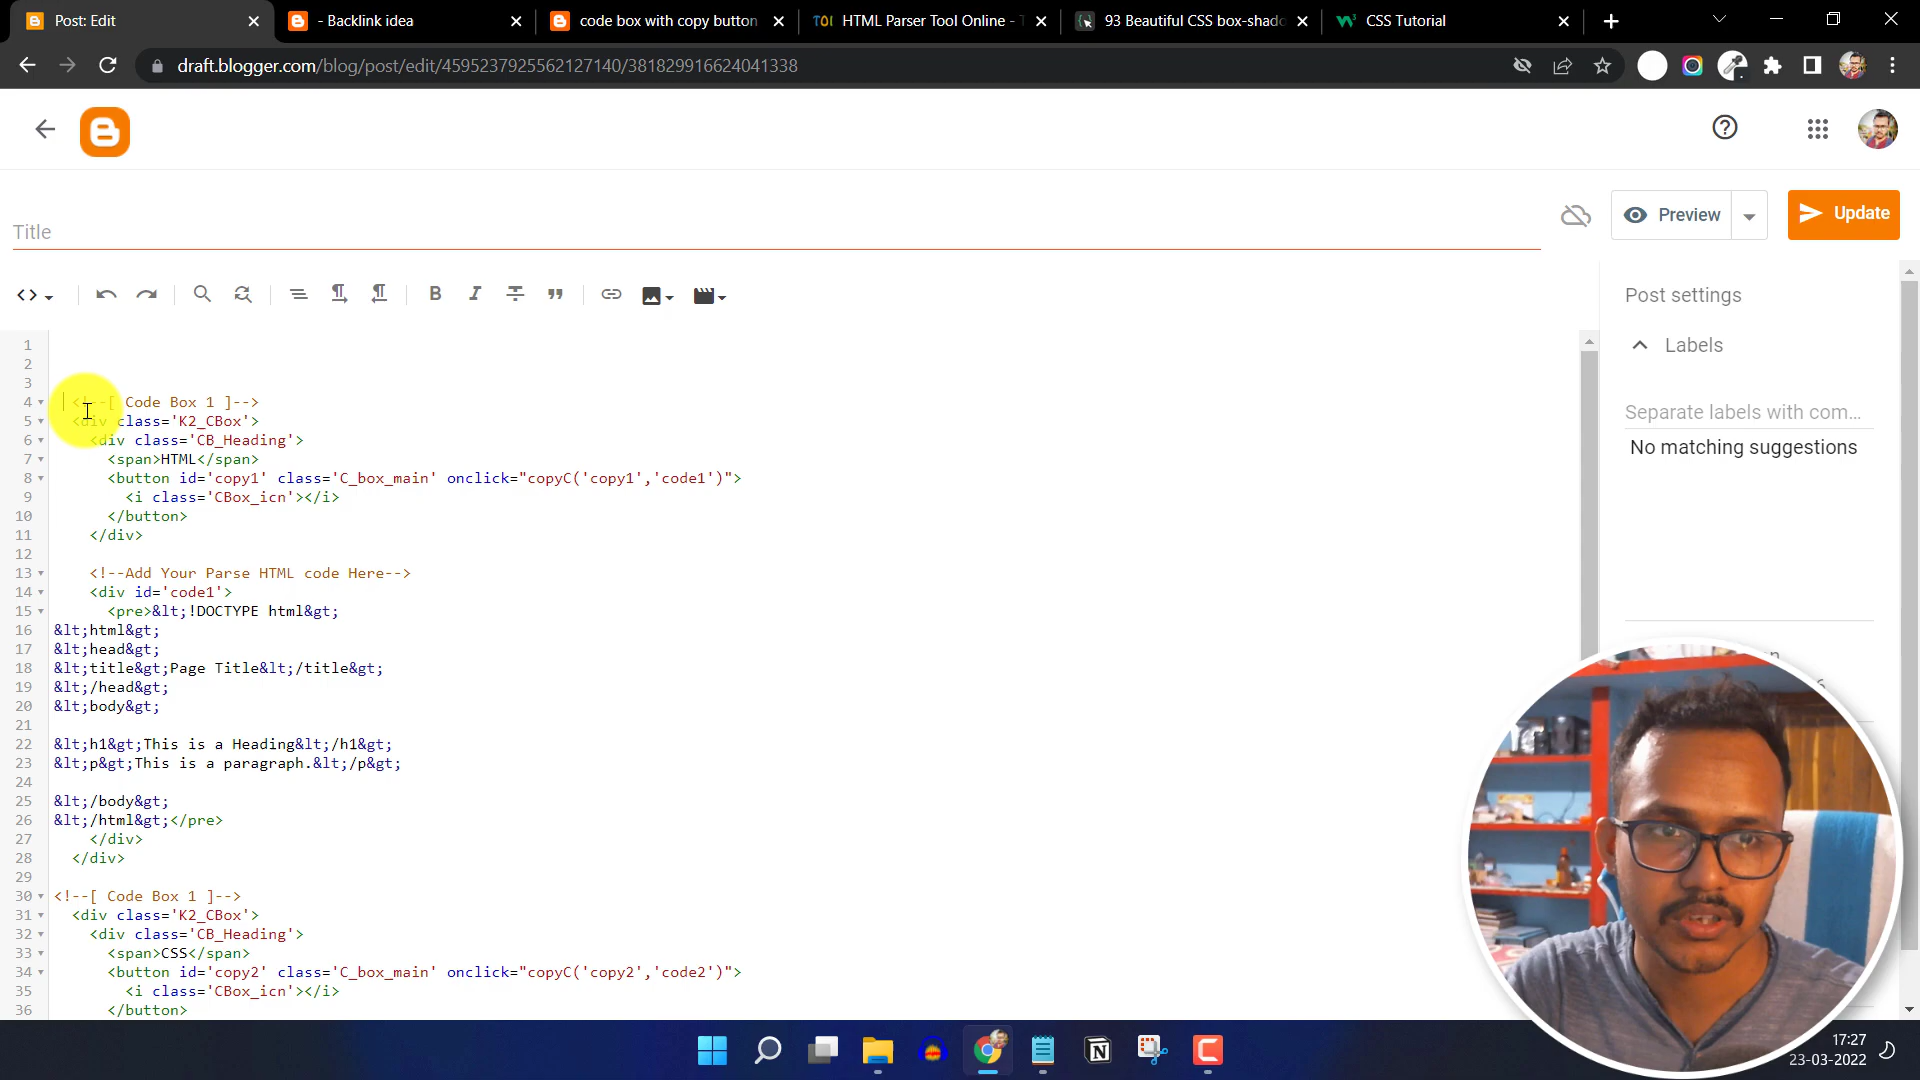 Post: Edit
- Backlink idea
code box with copy button
TOI HTML Parser Tool Online -
93 Beautiful CSS box-shado
CSS Tutorial
draft.blogger.com/blog/post/edit/4595237925562127140/381829916624041338
Title
Preview
Update
Post settings
Labels
Separate labels with com...
No matching suggestions
1
2
3
4 <!--[ Code Box 1 ]-->
5 <div class='K2_CBox'>
6 <div class='CB_Heading'>
7 <span>HTML</span>
8 <button id='copy1' class='C_box_main' onclick="copyC('copy1','code1')">
9 <i class='CBox_icn'></i>
10 </button>
11 </div>
12
13 <!--Add Your Parse HTML code Here-->
14 <div id='code1'>
15 <pre>&lt;!DOCTYPE html&gt;
16 &lt;html&gt;
17 &lt;head&gt;
18 &lt;title&gt;Page Title&lt;/title&gt;
19 &lt;/head&gt;
20 &lt;body&gt;
21
22 &lt;h1&gt;This is a Heading&lt;/h1&gt;
23 &lt;p&gt;This is a paragraph.&lt;/p&gt;
24
25 &lt;/body&gt;
26 &lt;/html&gt;</pre>
27 </div>
28 </div>
29
30 <!--[ Code Box 1 ]-->
31 <div class='K2_CBox'>
32 <div class='CB_Heading'>
33 <span>CSS</span>
34 <button id='copy2' class='C_box_main' onclick="copyC('copy2','code2')">
35 <i class='CBox_icn'></i>
36 </button>
17:27
23-03-2022